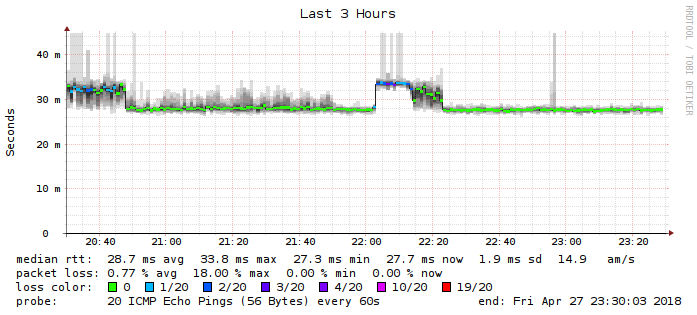 Last 3 Hours
RRDTOOL / TOBI OETIKER
Seconds
40 m
30 m
20 m
10 m
0
20:40 21:00 21:20 21:40 22:00 22:20 22:40 23:00 23:20
median rtt: 28.7 ms avg 33.8 ms max 27.3 ms min 27.7 ms now 1.9 ms sd 14.9 am/s
packet loss: 0.77 % avg 18.00 % max 0.00 % min 0.00 % now
loss color: 0 1/20 2/20 3/20 4/20 10/20 19/20
probe: 20 ICMP Echo Pings (56 Bytes) every 60s end: Fri Apr 27 23:30:03 2018